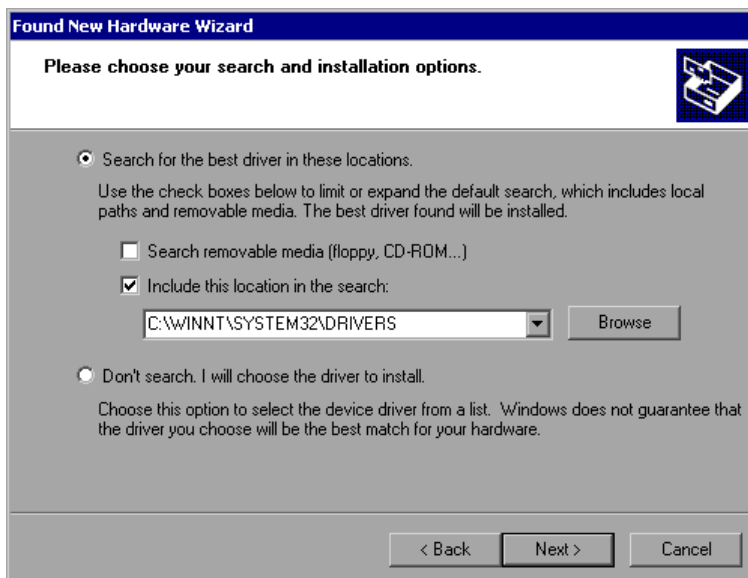 Found New Hardware Wizard
Please choose your search and installation options.
Search for the best driver in these locations.
Use the check boxes below to limit or expand the default search, which includes local
paths and removable media. The best driver found will be installed.
Search removable media (floppy, CD-ROM...)
Include this location in the search:
C:\WINNT\SYSTEM32\DRIVERS
Browse
Don't search. I will choose the driver to install.
Choose this option to select the device driver from a list. Windows does not guarantee that
the driver you choose will be the best match for your hardware.
< Back
Next >
Cancel